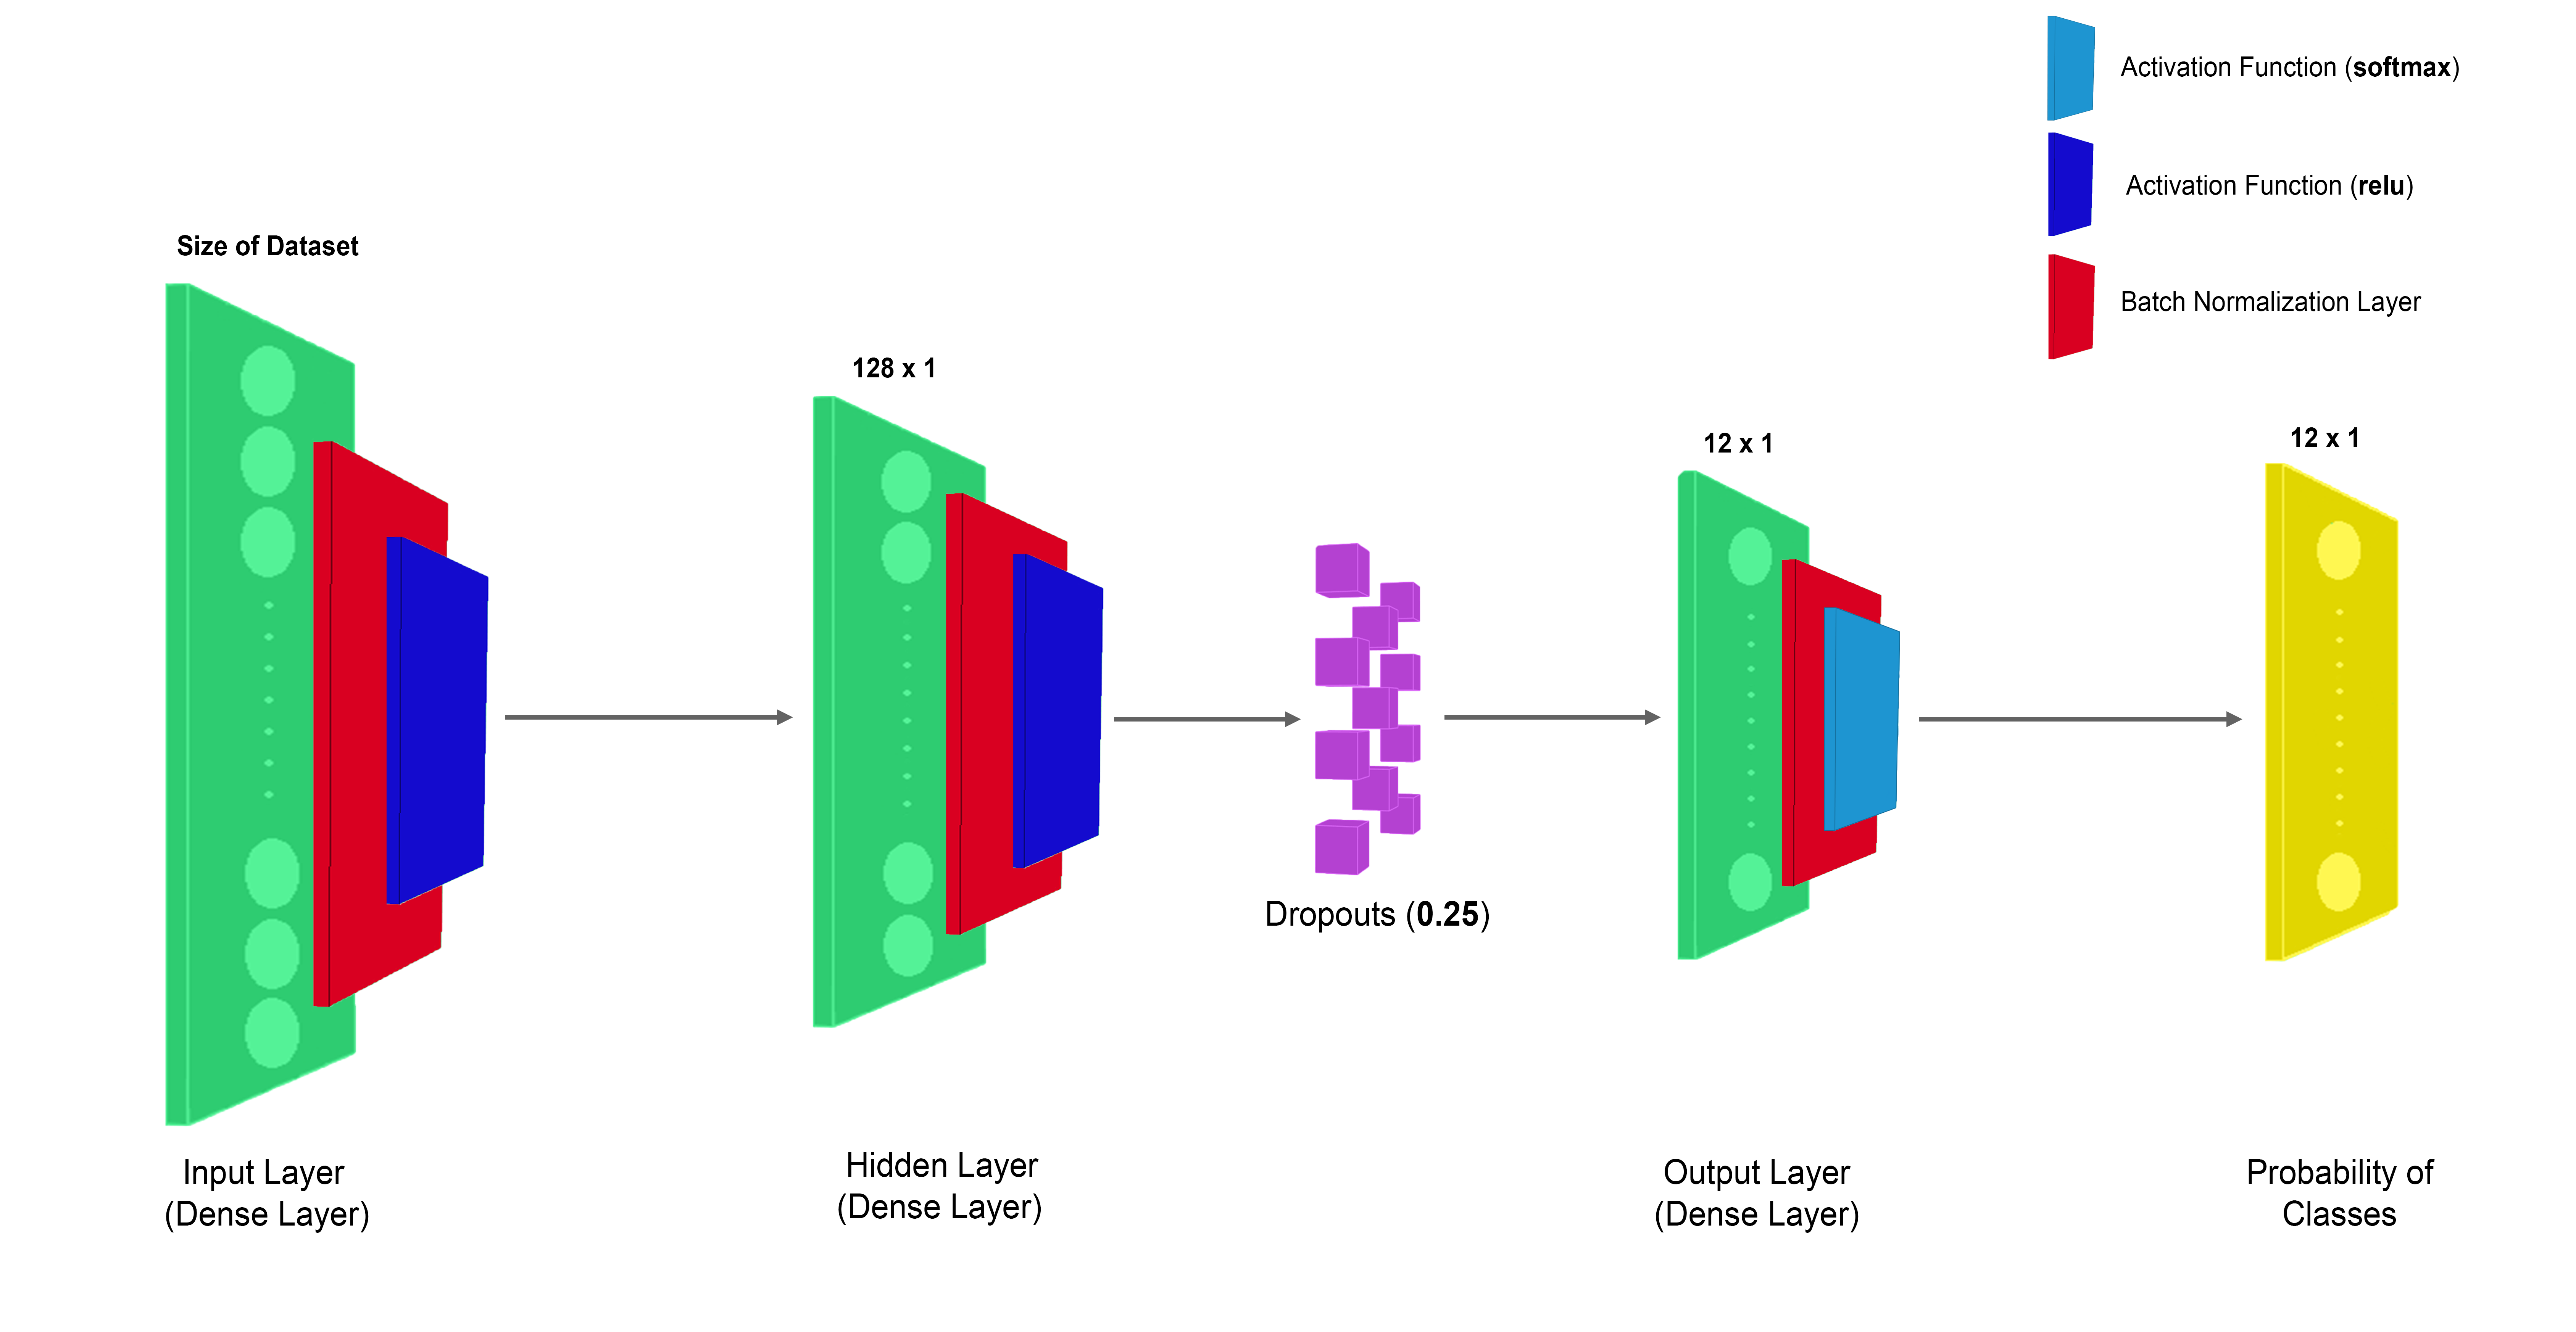 Activation Function (softmax)
Activation Function (relu)
Batch Normalization Layer
Size of Dataset
128 x 1
12 x 1
12 x 1
Dropouts (0.25)
Input Layer
(Dense Layer)
Hidden Layer
(Dense Layer)
Output Layer
(Dense Layer)
Probability of
Classes